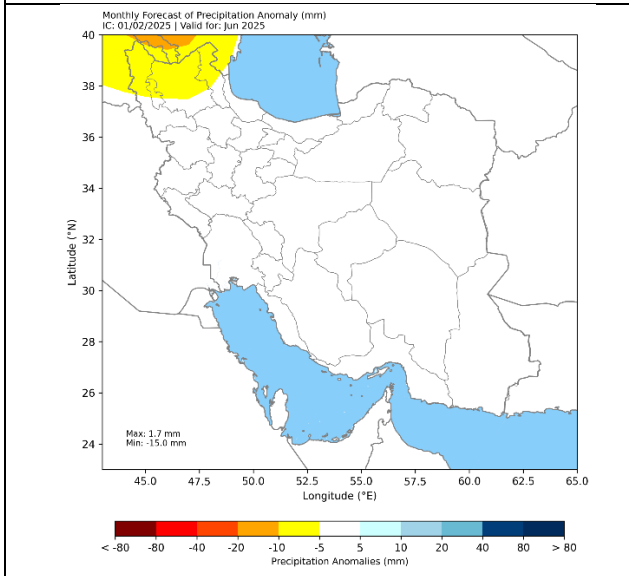 Monthly Forecast of Precipitation Anomaly (mm)
IC: 01/02/2025 | Valid for: Jun 2025
40
38
36
34
32
30
28
26
24
Latitude (°N)
Max: 1.7 mm
Min: -15.0 mm
45.0 47.5 50.0 52.5 55.0 57.5 60.0 62.5 65.0
Longitude (°E)
< -80 -80 -40 -20 -10 -5 5 10 20 40 80 > 80
Precipitation Anomalies (mm)